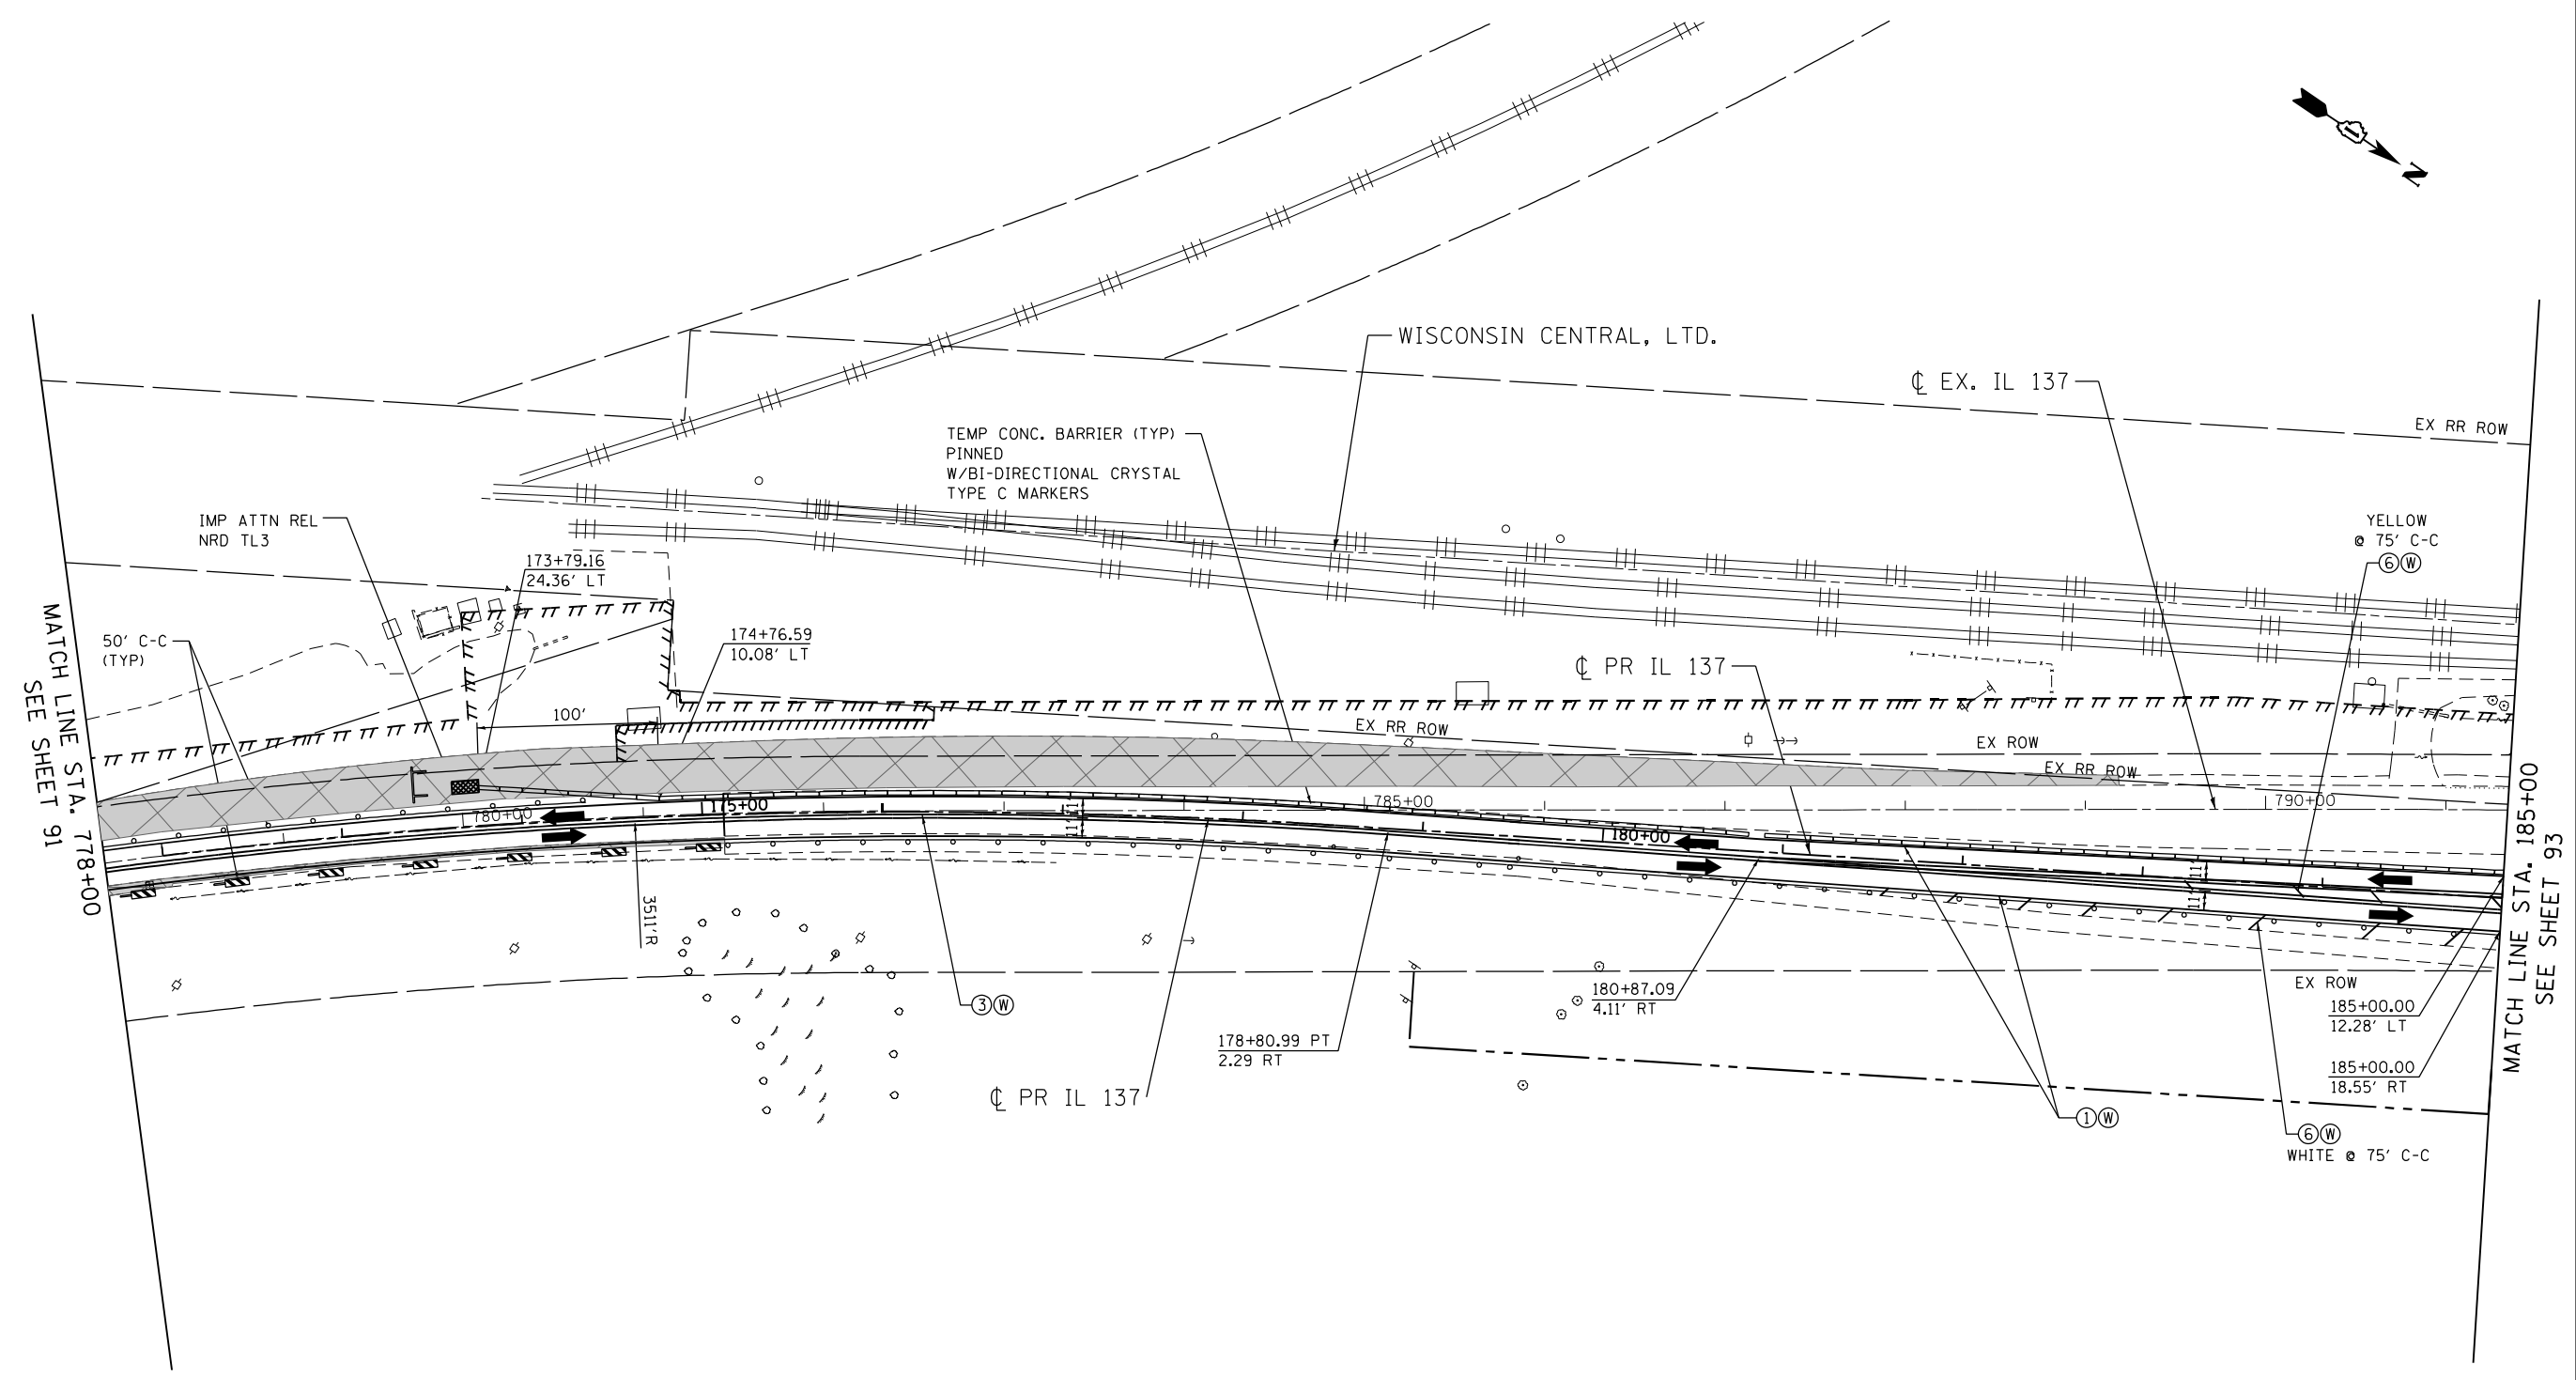 N
WISCONSIN CENTRAL, LTD.
℄ EX. IL 137
EX RR ROW
TEMP CONC. BARRIER (TYP)
PINNED
W/BI-DIRECTIONAL CRYSTAL
TYPE C MARKERS
IMP ATTN REL
NRD TL3
YELLOW
@ 75' C-C
6 W
173+79.16
24.36' LT
50' C-C
(TYP)
174+76.59
10.08' LT
℄ PR IL 137
100'
EX RR ROW
EX ROW
EX RR ROW
MATCH LINE STA. 778+00
SEE SHEET 91
780+00
175+00
785+00
790+00
180+00
11'
11'
11'
11'
3511'R
MATCH LINE STA. 185+00
SEE SHEET 93
3 W
180+87.09
4.11' RT
EX ROW
185+00.00
12.28' LT
178+80.99 PT
2.29 RT
185+00.00
18.55' RT
℄ PR IL 137
1 W
6 W
WHITE @ 75' C-C